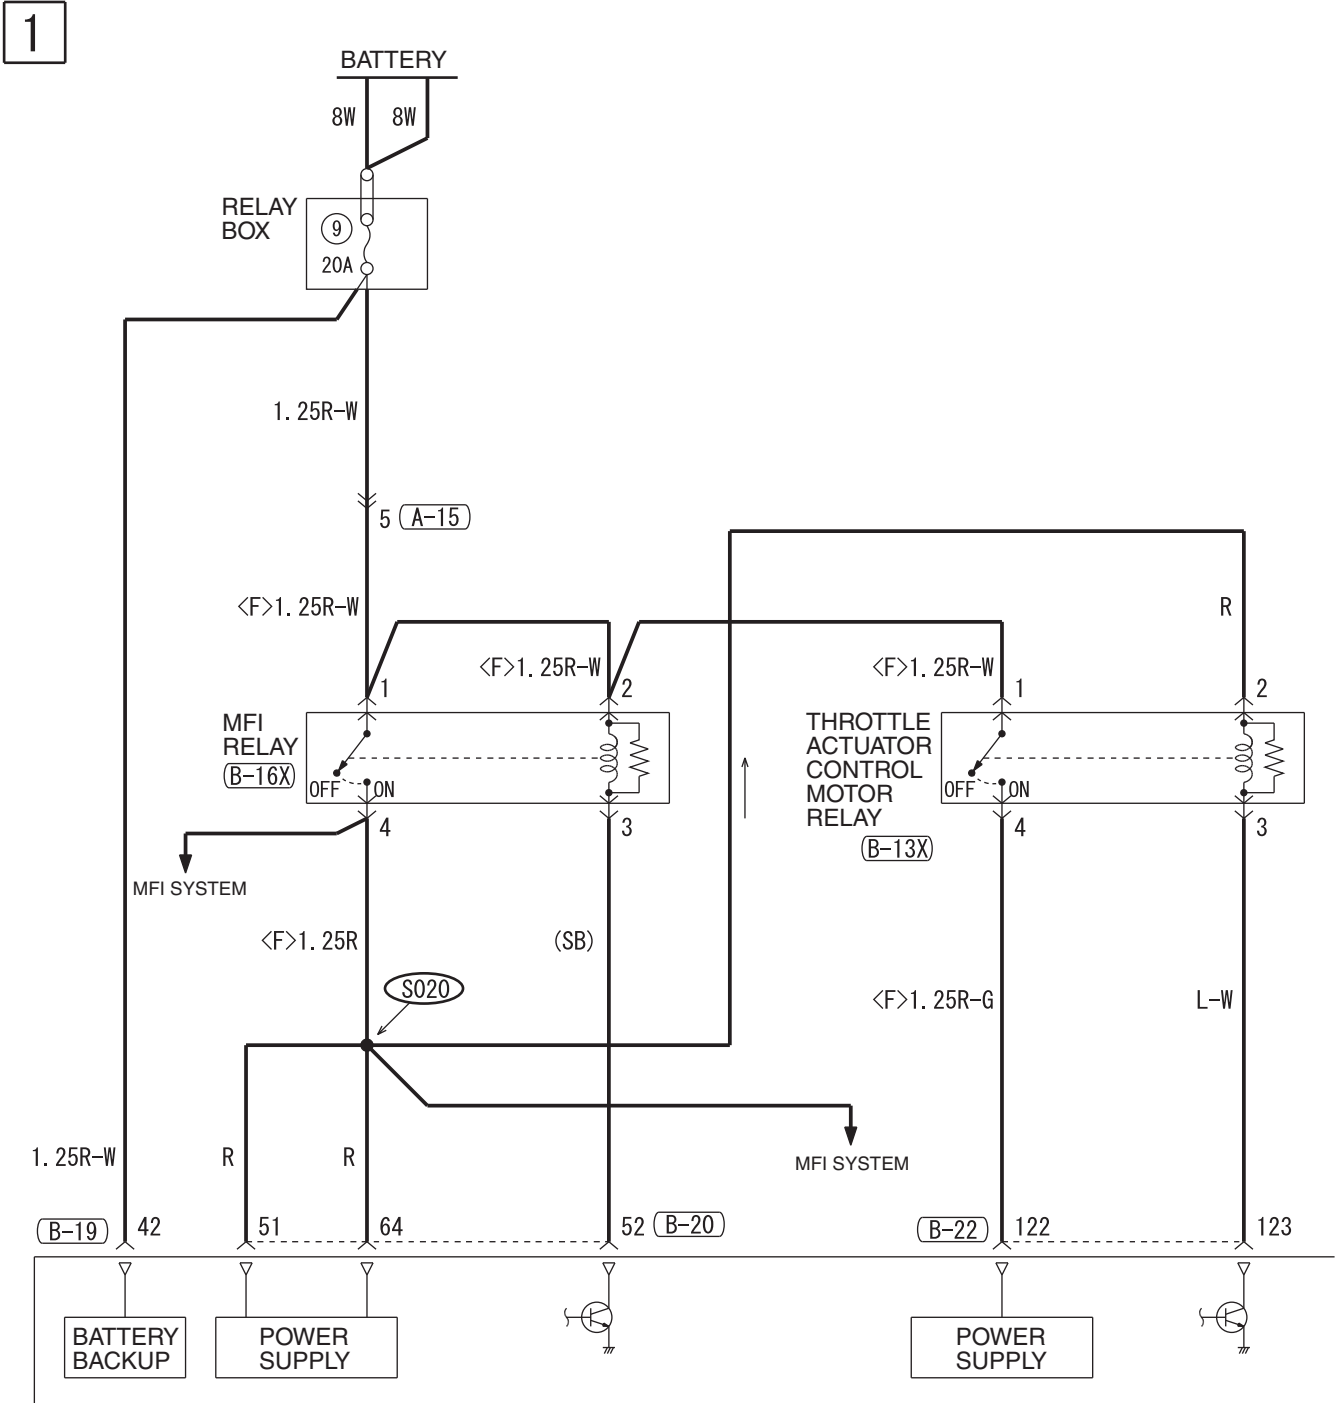 1
BATTERY
8W 8W
RELAY
BOX
9
20A
1.25R-W
5 A-15
<F>1.25R-W
R
<F>1.25R-W
<F>1.25R-W
1 2 1 2
MFI
RELAY
B-16X
OFF ON
THROTTLE
ACTUATOR
CONTROL
MOTOR
RELAY
B-13X
OFF ON
4 3 4 3
MFI SYSTEM
<F>1.25R
(SB)
S020
<F>1.25R-G
L-W
1.25R-W
R
R
MFI SYSTEM
B-19 42 51 64 52 B-20 B-22 122 123
BATTERY
BACKUP
POWER
SUPPLY
POWER
SUPPLY